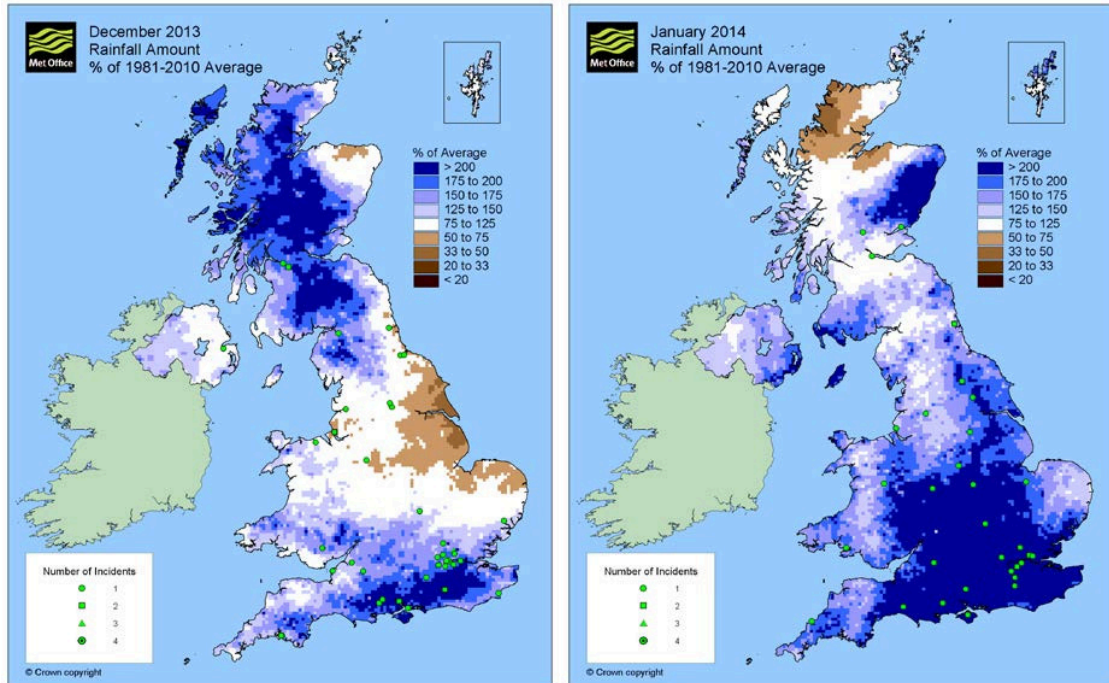 Met Office
December 2013
Rainfall Amount
% of 1981-2010 Average
% of Average
> 200
175 to 200
150 to 175
125 to 150
75 to 125
50 to 75
33 to 50
20 to 33
< 20
Number of Incidents
1
2
3
4
© Crown copyright
Met Office
January 2014
Rainfall Amount
% of 1981-2010 Average
% of Average
> 200
175 to 200
150 to 175
125 to 150
75 to 125
50 to 75
33 to 50
20 to 33
< 20
Number of Incidents
1
2
3
4
© Crown copyright